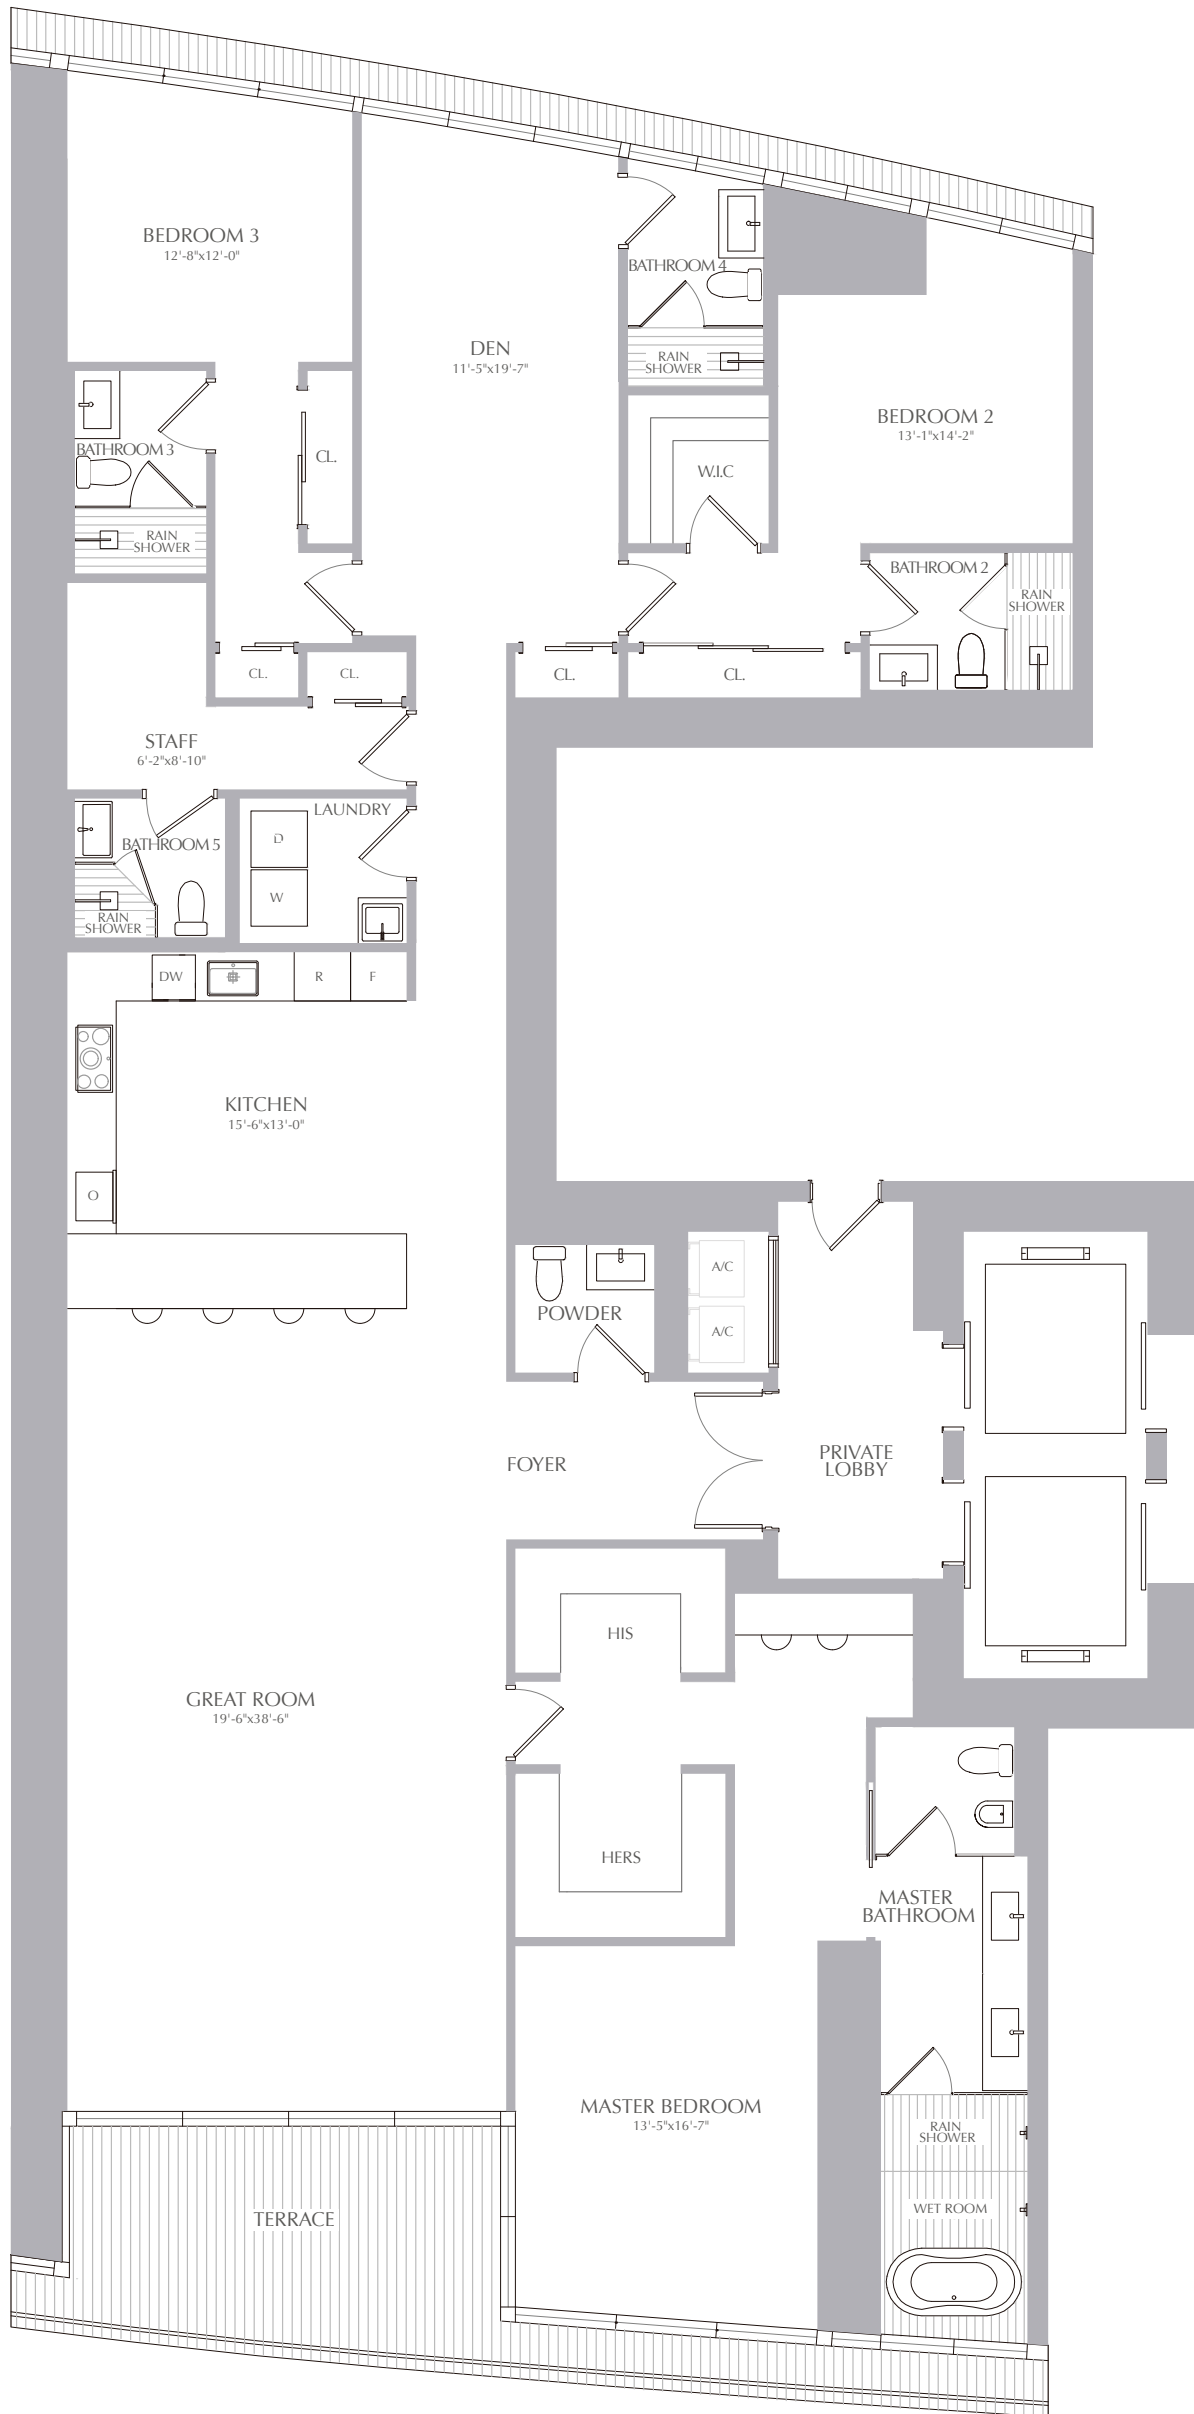 BEDROOM 3
12'-8"x12'-0"
BATHROOM 4
DEN
11'-5"x19'-7"
RAIN
SHOWER
BEDROOM 2
13'-1"x14'-2"
BATHROOM 3
CL.
W.I.C
RAIN
SHOWER
BATHROOM 2
RAIN
SHOWER
CL.
CL.
CL.
CL.
STAFF
6'-2"x8'-10"
LAUNDRY
D
BATHROOM 5
W
RAIN
SHOWER
DW
R
F
KITCHEN
15'-6"x13'-0"
O
A/C
POWDER
A/C
FOYER
PRIVATE
LOBBY
HIS
GREAT ROOM
19'-6"x38'-6"
HERS
MASTER
BATHROOM
MASTER BEDROOM
13'-5"x16'-7"
RAIN
SHOWER
WET ROOM
TERRACE